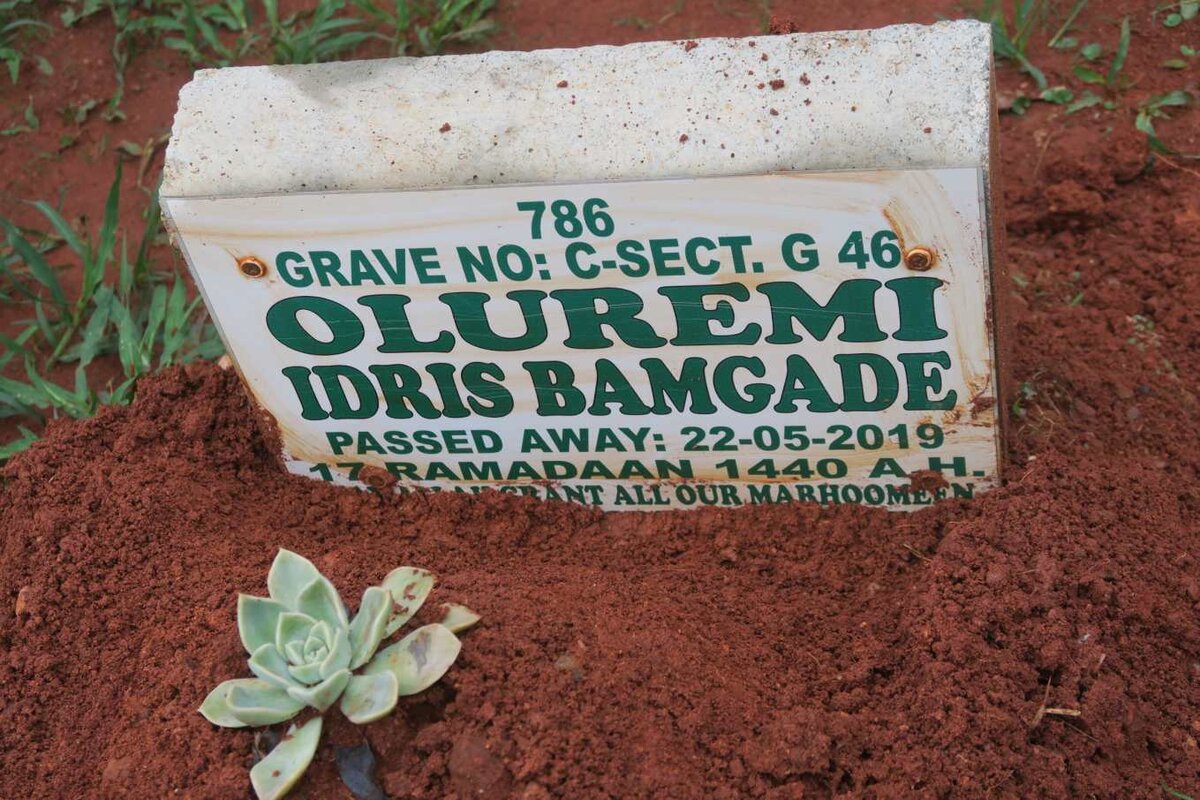 786
GRAVE NO: C-SECT. G 46
OLUREMI
IDRIS BAMGADE
PASSED AWAY: 22-05-2019
17 RAMADAAN 1440 A.H.
GRANT ALL OUR MARHOOMEEN